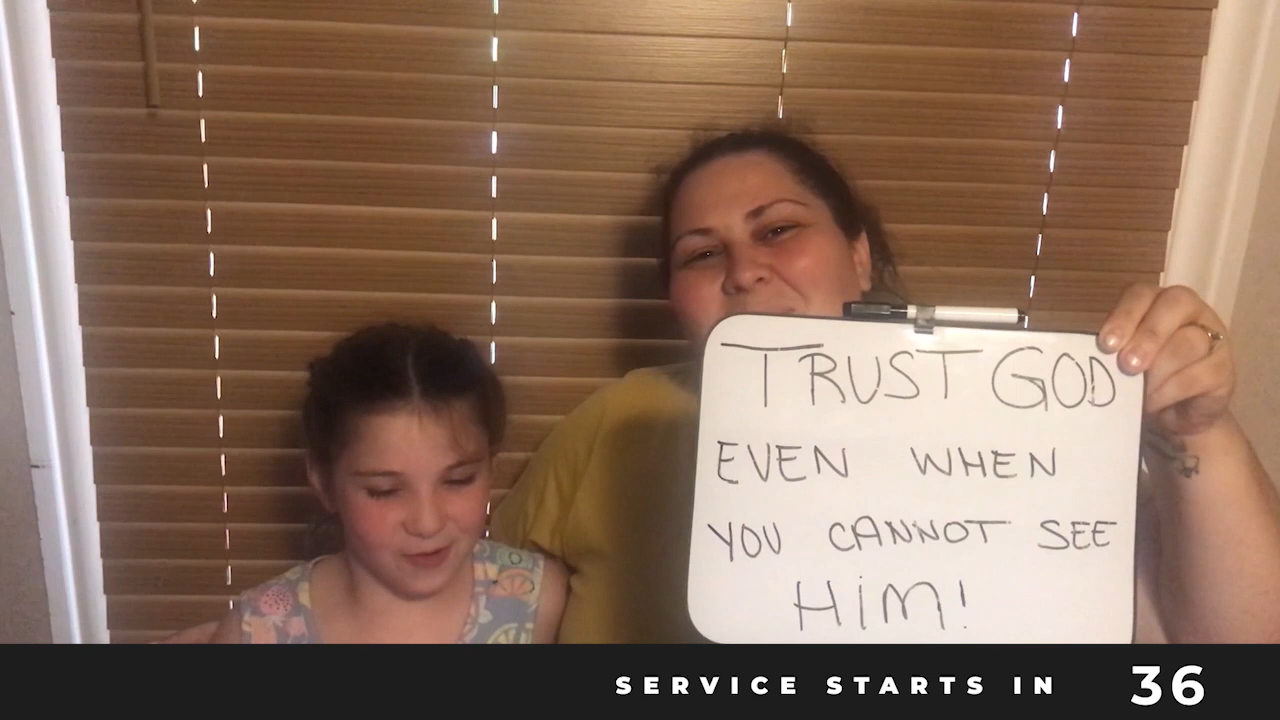 TRUST GOD
EVEN WHEN
YOU CANNOT SEE
HiM!
SERVICE STARTS IN 36